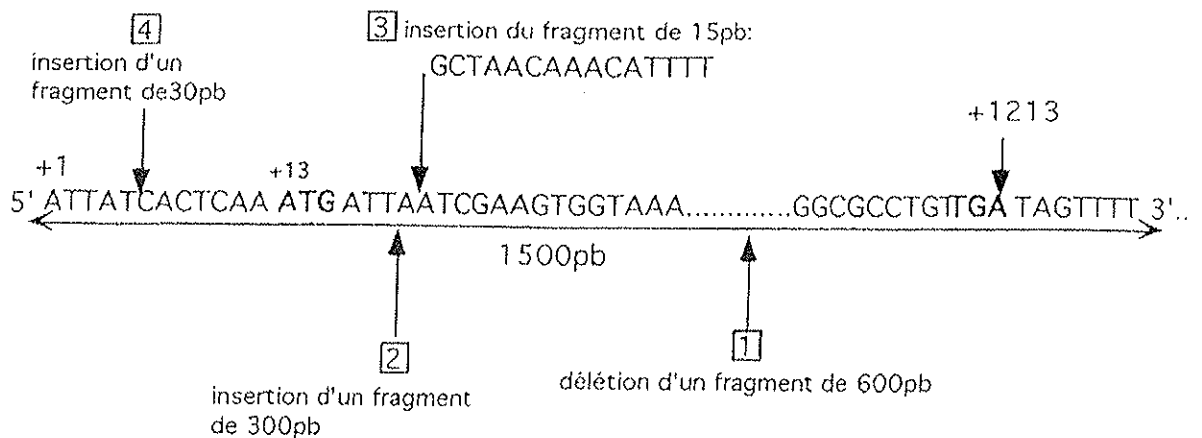 4
insertion d'un
fragment de30pb
3 insertion du fragment de 15pb:
GCTAACAAACATTTT
+1213
+1
+13
5' ATTATCACTCAA ATG ATTAATCGAAGTGGTAAA.............GGCGCCTGTTGA TAGTTTT 3'..
1500pb
2
insertion d'un fragment
de 300pb
1
délétion d'un fragment de 600pb